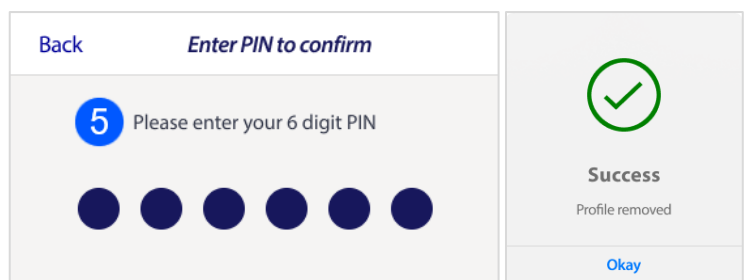 Back
Enter PIN to confirm
5 Please enter your 6 digit PIN
Success
Profile removed
Okay